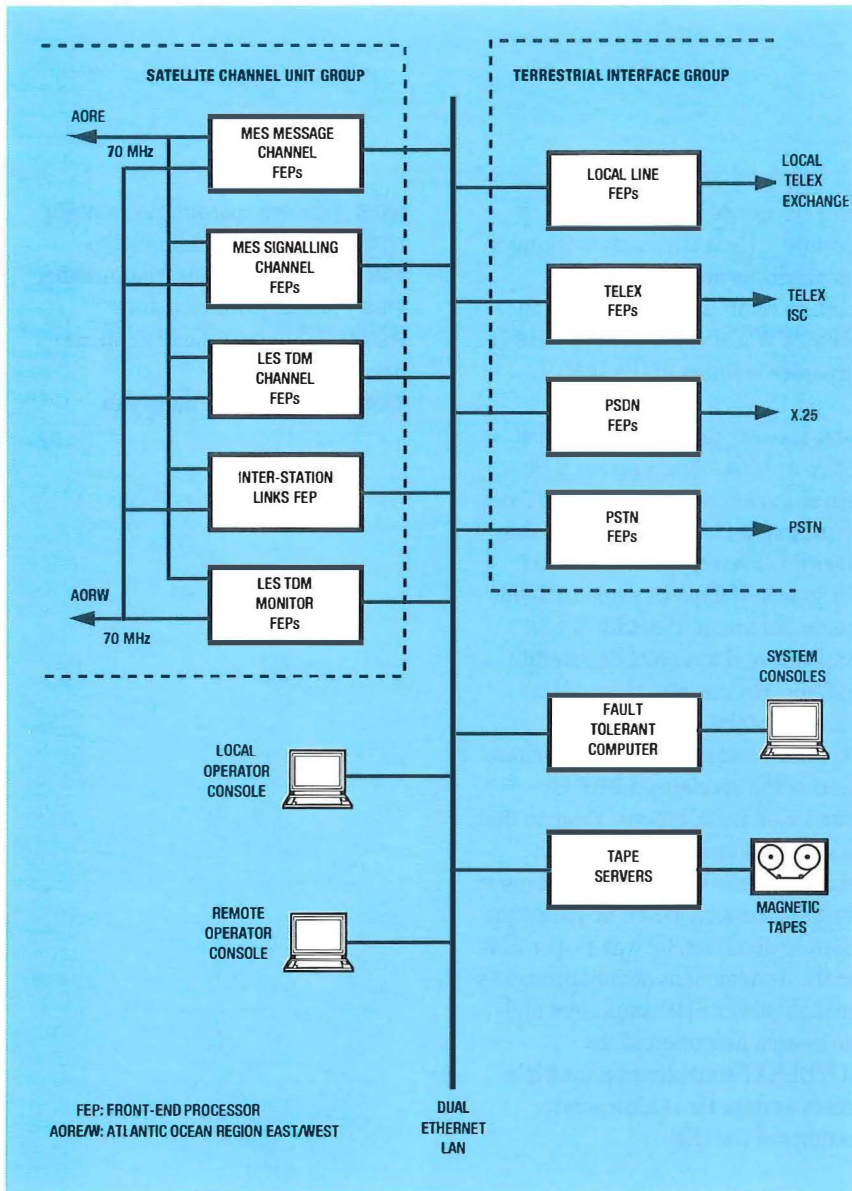 SATELLITE CHANNEL UNIT GROUP
TERRESTRIAL INTERFACE GROUP
AORE
70 MHz
MES MESSAGE
CHANNEL
FEPs
MES SIGNALLING
CHANNEL
FEPs
LES TDM
CHANNEL
FEPs
INTER-STATION
LINKS FEP
LES TDM
MONITOR
FEPs
AORW
70 MHz
LOCAL LINE
FEPs
LOCAL
TELEX
EXCHANGE
TELEX
FEPs
TELEX
ISC
PSDN
FEPs
X.25
PSTN
FEPs
PSTN
SYSTEM
CONSOLES
FAULT
TOLERANT
COMPUTER
LOCAL
OPERATOR
CONSOLE
TAPE
SERVERS
MAGNETIC
TAPES
REMOTE
OPERATOR
CONSOLE
FEP: FRONT-END PROCESSOR
AORE/W: ATLANTIC OCEAN REGION EAST/WEST
DUAL
ETHERNET
LAN